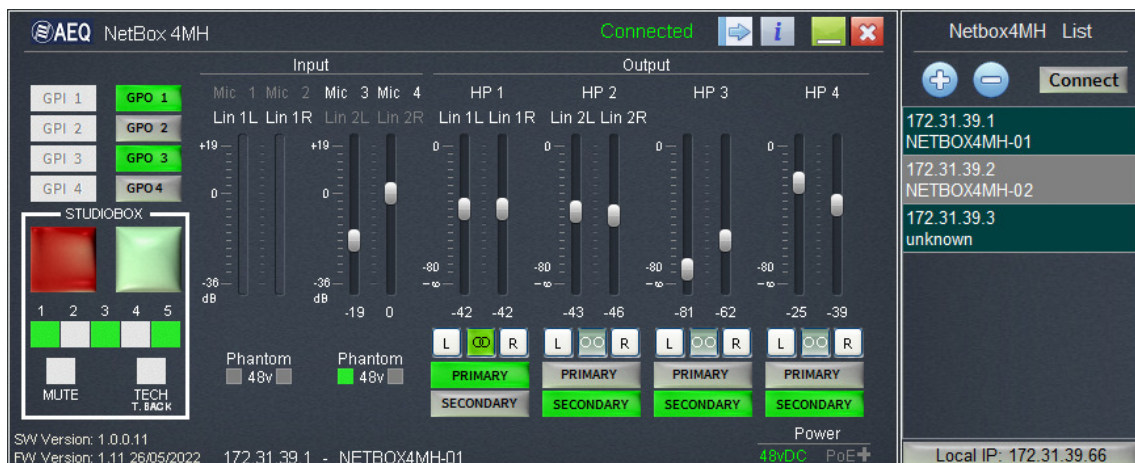 AEQ NetBox 4MH Connected i
Input Output
GPI 1 GPO 1 Mic 1 Mic 2 Mic 3 Mic 4 HP 1 HP 2 HP 3 HP 4
GPI 2 GPO 2 Lin 1L Lin 1R Lin 2L Lin 2R Lin 1L Lin 1R Lin 2L Lin 2R
GPI 3 GPO 3
GPI 4 GPO 4
+19 +19 0 0 0 0
0 0
STUDIOBOX
-80 -80 -80 -80
-36 -36 -∞ -∞ -∞ -∞
dB dB
1 2 3 4 5
-19 0 -42 -42 -43 -46 -81 -62 -25 -39
L R L R L R L R
Phantom Phantom
48v 48v
PRIMARY PRIMARY PRIMARY PRIMARY
SECONDARY SECONDARY SECONDARY SECONDARY
MUTE TECH
T. BACK
SW Version: 1.0.0.11
FW Version: 1.11 26/05/2022 172.31.39.1 - NETBOX4MH-01
Power
48vDC PoE
Netbox4MH List
Connect
172.31.39.1
NETBOX4MH-01
172.31.39.2
NETBOX4MH-02
172.31.39.3
unknown
Local IP: 172.31.39.66